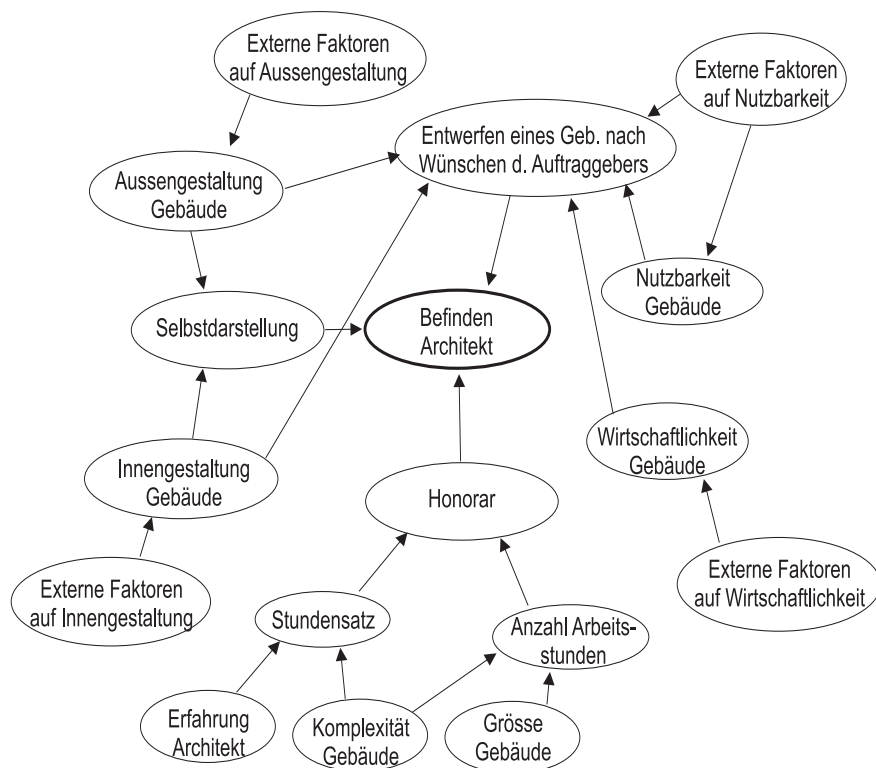 Externe Faktoren
auf Aussengestaltung
Externe Faktoren
auf Nutzbarkeit
Entwerfen eines Geb. nach
Wünschen d. Auftraggebers
Aussengestaltung
Gebäude
Nutzbarkeit
Gebäude
Selbstdarstellung
Befinden
Architekt
Innengestaltung
Gebäude
Wirtschaftlichkeit
Gebäude
Honorar
Externe Faktoren
auf Innengestaltung
Externe Faktoren
auf Wirtschaftlichkeit
Stundensatz
Anzahl Arbeits-
stunden
Erfahrung
Architekt
Komplexität
Gebäude
Grösse
Gebäude